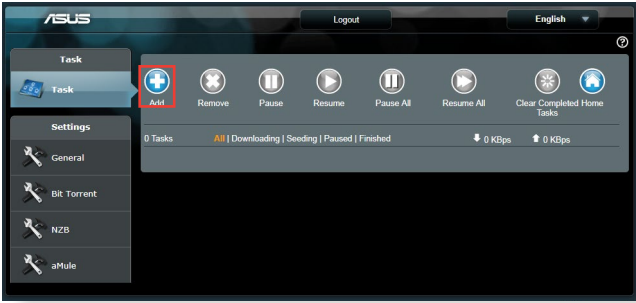 ASUS
Logout
English
Task
Task
Settings
General
Bit Torrent
NZB
aMule
Add
Remove
Pause
Resume
Pause All
Resume All
Clear Completed
Tasks
Home
0 Tasks
All | Downloading | Seeding | Paused | Finished
0 KBps
0 KBps